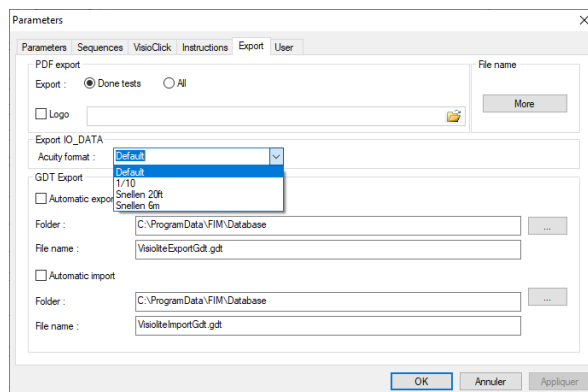 Parameters
Parameters Sequences VisioClick Instructions Export User
PDF export
File name
Export : Done tests All
More
Logo
Export IO_DATA
Acuity format : Default
Default
1/10
Snellen 20ft
Snellen 6m
GDT Export
Automatic expor
Folder : C:\ProgramData\FIM\Database ...
File name : VisioliteExportGdt.gdt
Automatic import
Folder : C:\ProgramData\FIM\Database ...
File name : VisioliteImportGdt.gdt
OK Annuler Appliquer